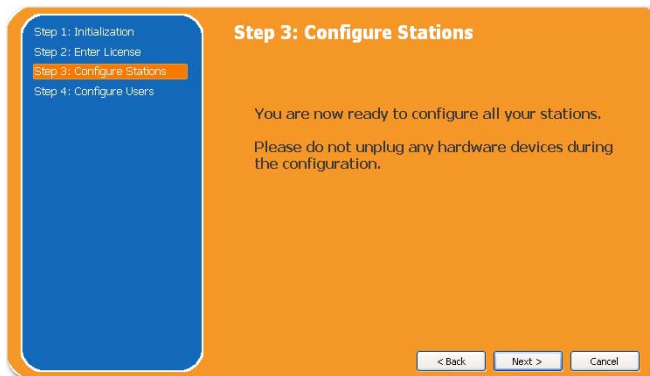 Step 1: Initialization
Step 2: Enter License
Step 3: Configure Stations
Step 4: Configure Users
Step 3: Configure Stations
You are now ready to configure all your stations.
Please do not unplug any hardware devices during
the configuration.
< Back
Next >
Cancel